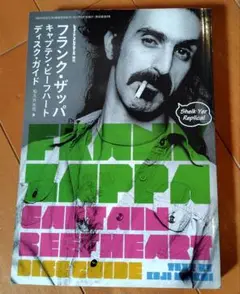 フランク・ザッパ
キャプテン・ビーフハート
ディスク・ガイド
Shelk Yer
Replica!
FRANK
ZAPPA
CAPTAIN
BEEFHEART
DISC GUIDE